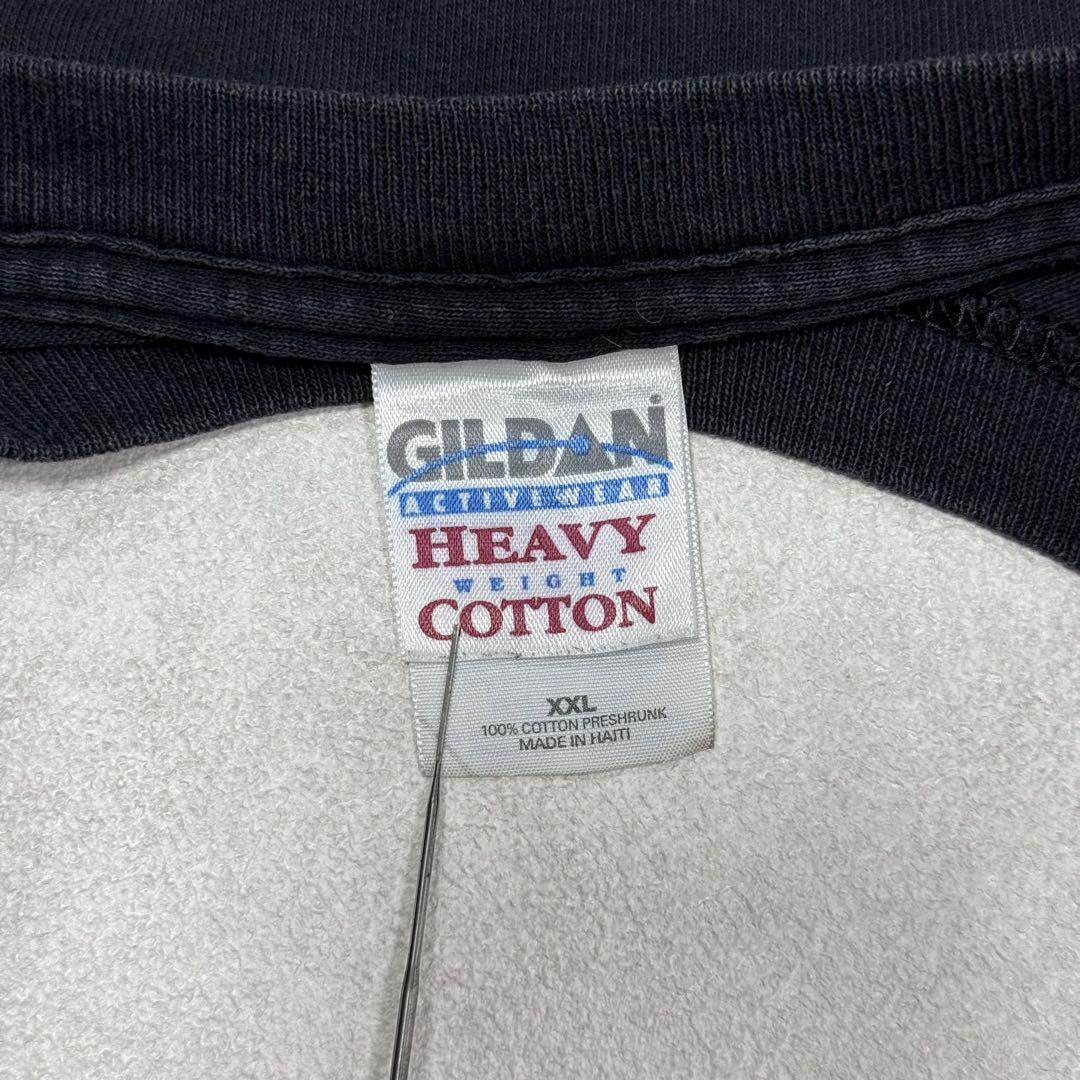 GILDAN®
ACTIVEWEAR
HEAVY
WEIGHT
COTTON
XXL
100% COTTON PRESHRUNK
MADE IN HAITI